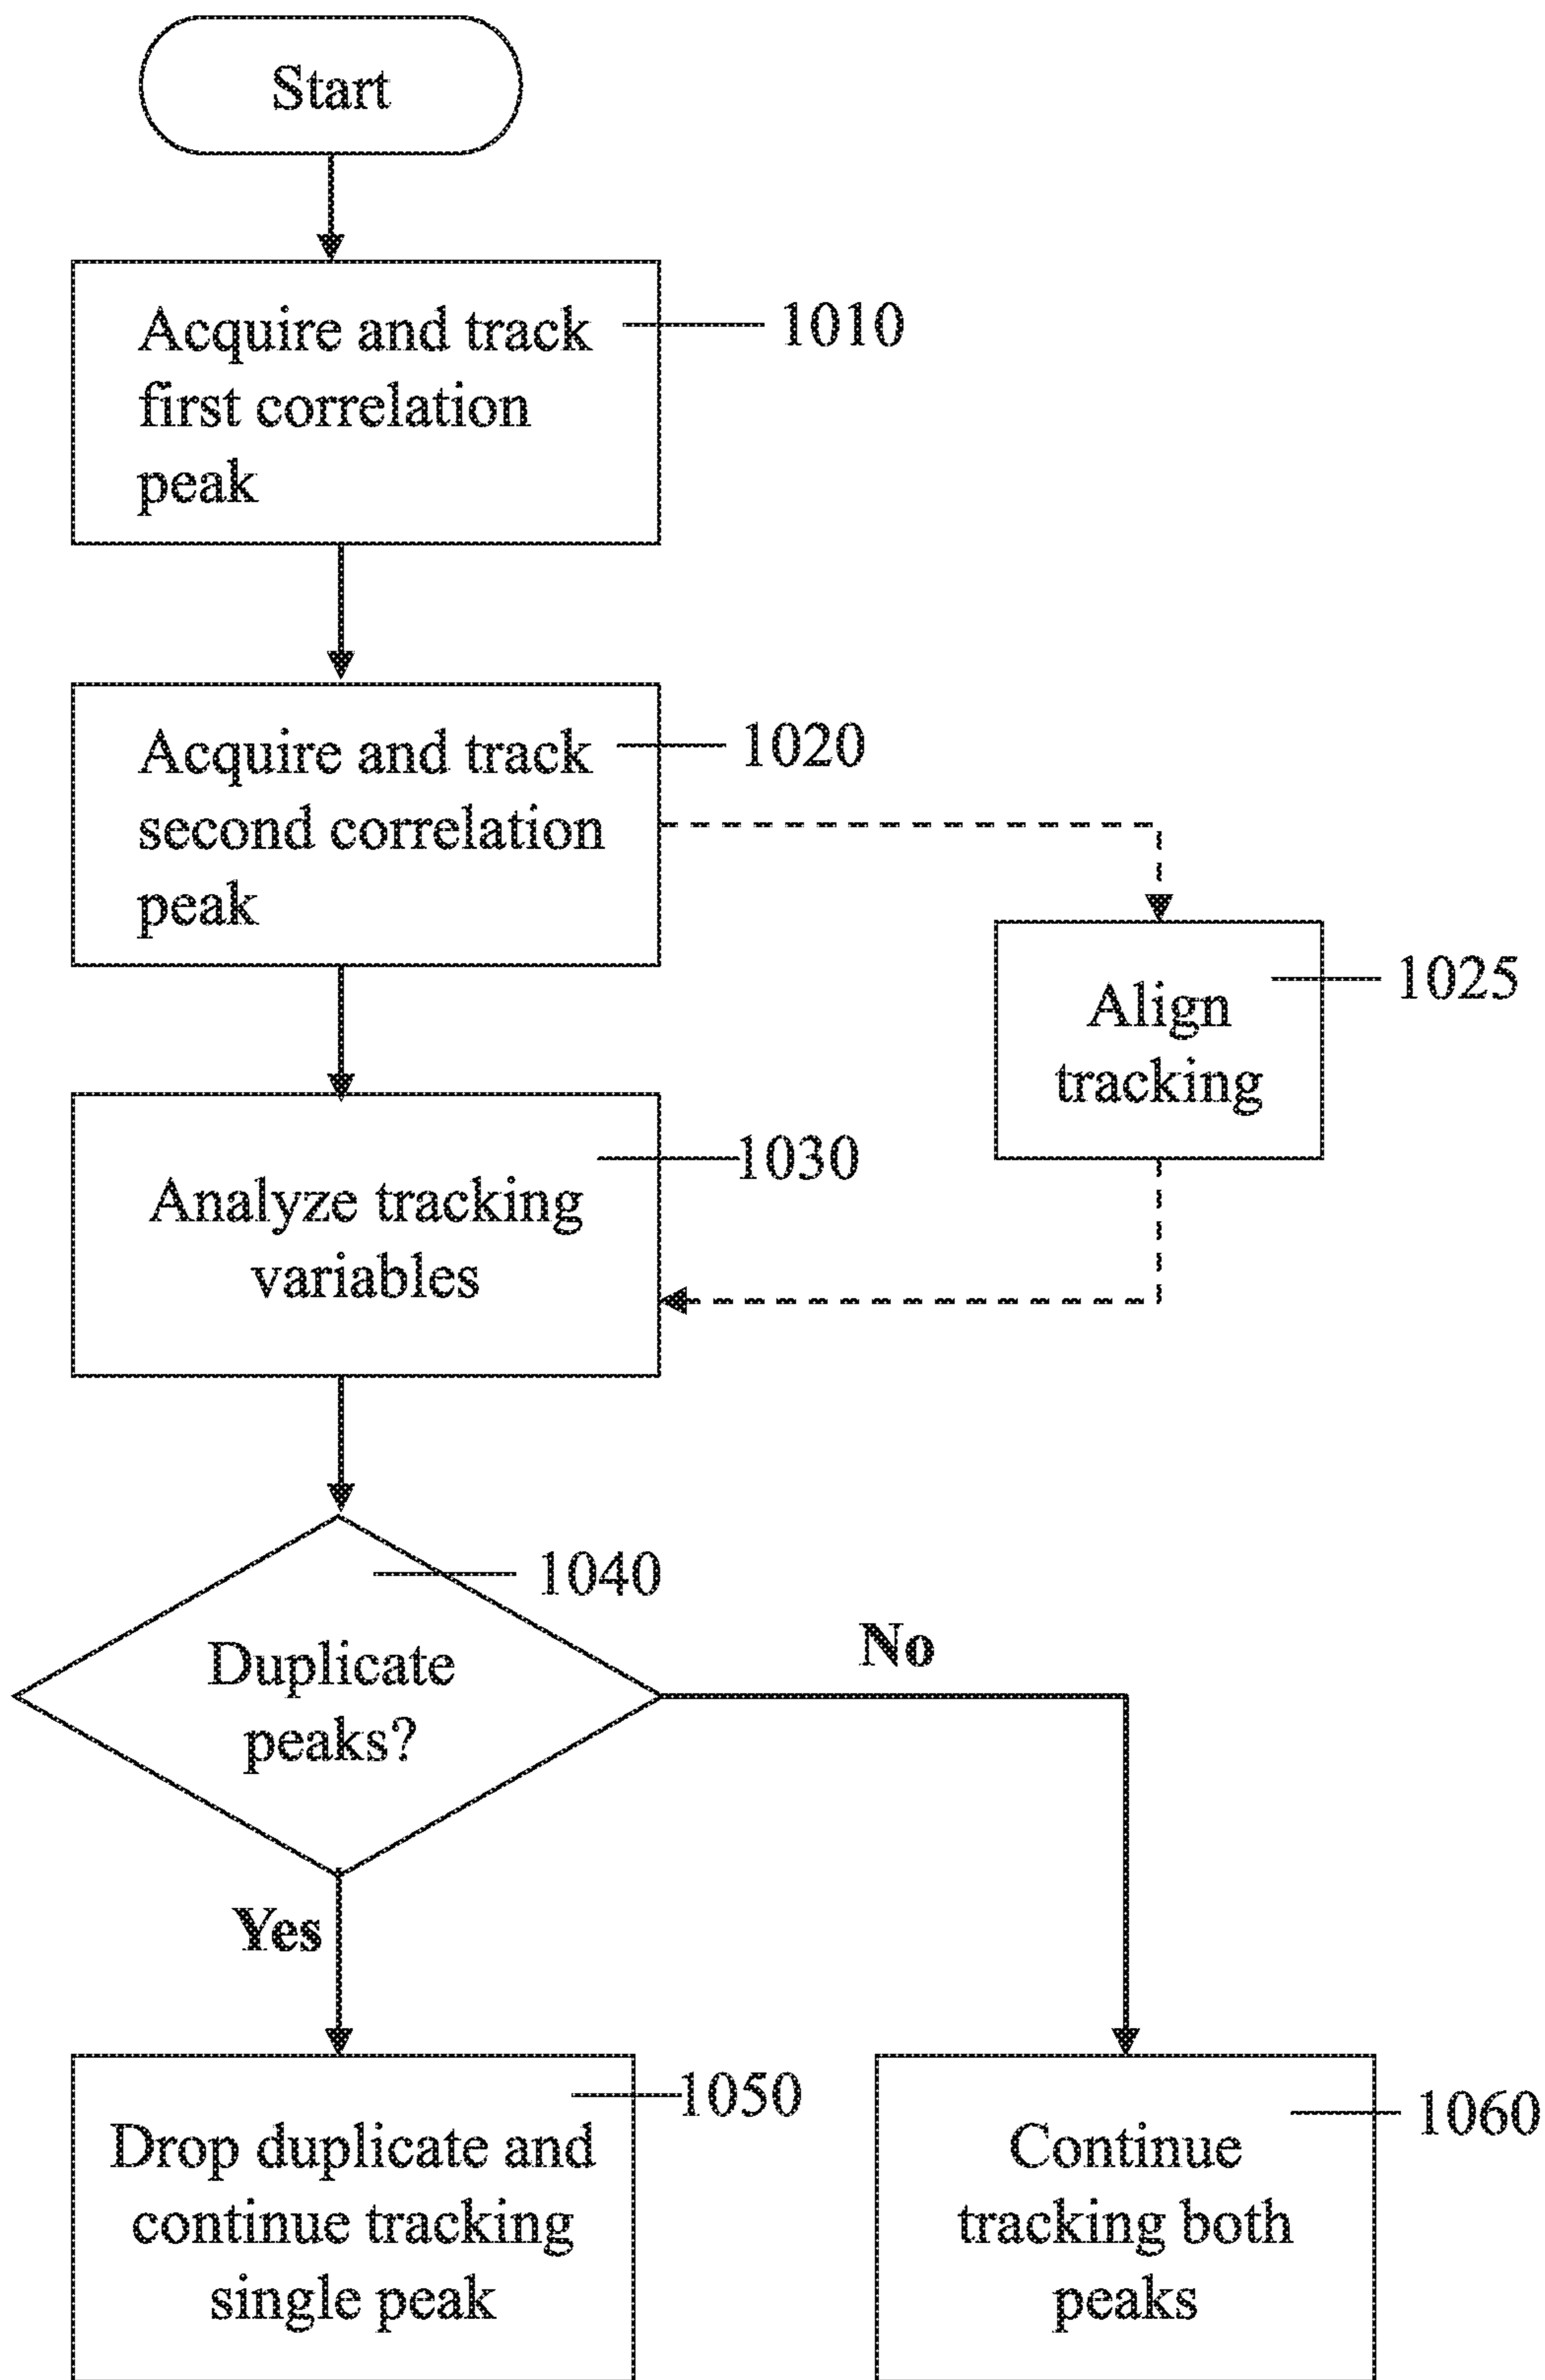 Start
Acquire and track
first correlation
peak
1010
Acquire and track
second correlation
peak
1020
Align
tracking
1025
Analyze tracking
variables
1030
Duplicate
peaks?
1040
No
Yes
Drop duplicate and
continue tracking
single peak
1050
Continue
tracking both
peaks
1060